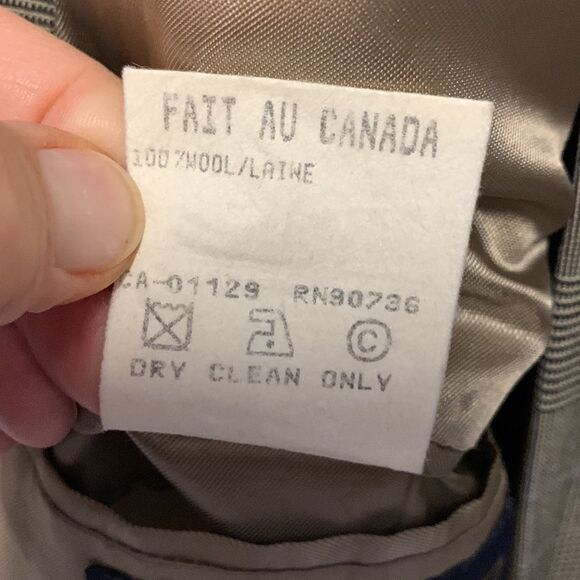 FAIT AU CANADA
100%WOOL/LAINE
CA-01129 RN90736
DRY CLEAN ONLY